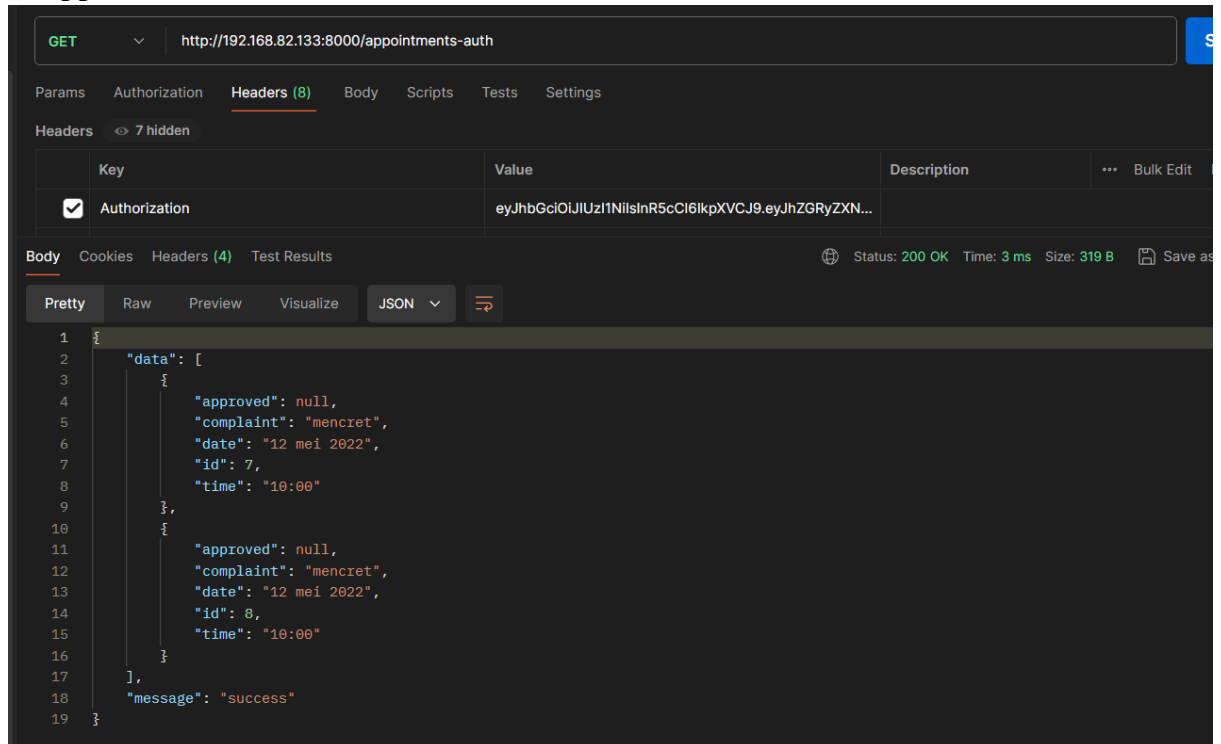 GET http://192.168.82.133:8000/appointments-auth
Params Authorization Headers (8) Body Scripts Tests Settings
Headers 7 hidden
Key Value Description ••• Bulk Edit
Authorization eyJhbGciOiJIUzI1NiIsInR5cCI6IkpXVCJ9.eyJhZGRyZXN...
Body Cookies Headers (4) Test Results Status: 200 OK Time: 3 ms Size: 319 B Save as
Pretty Raw Preview Visualize JSON
1 {
2 "data": [
3 {
4 "approved": null,
5 "complaint": "mencret",
6 "date": "12 mei 2022",
7 "id": 7,
8 "time": "10:00"
9 },
10 {
11 "approved": null,
12 "complaint": "mencret",
13 "date": "12 mei 2022",
14 "id": 8,
15 "time": "10:00"
16 }
17 ],
18 "message": "success"
19 }